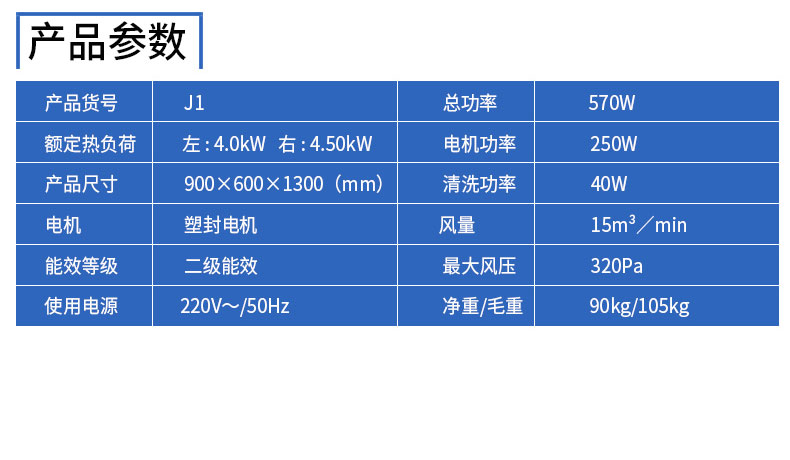 产品参数
产品货号 J1 总功率 570W
额定热负荷 左 : 4.0kW 右 : 4.50kW 电机功率 250W
产品尺寸 900×600×1300（mm） 清洗功率 40W
电机 塑封电机 风量 15m³／min
能效等级 二级能效 最大风压 320Pa
使用电源 220V～/50Hz 净重/毛重 90kg/105kg